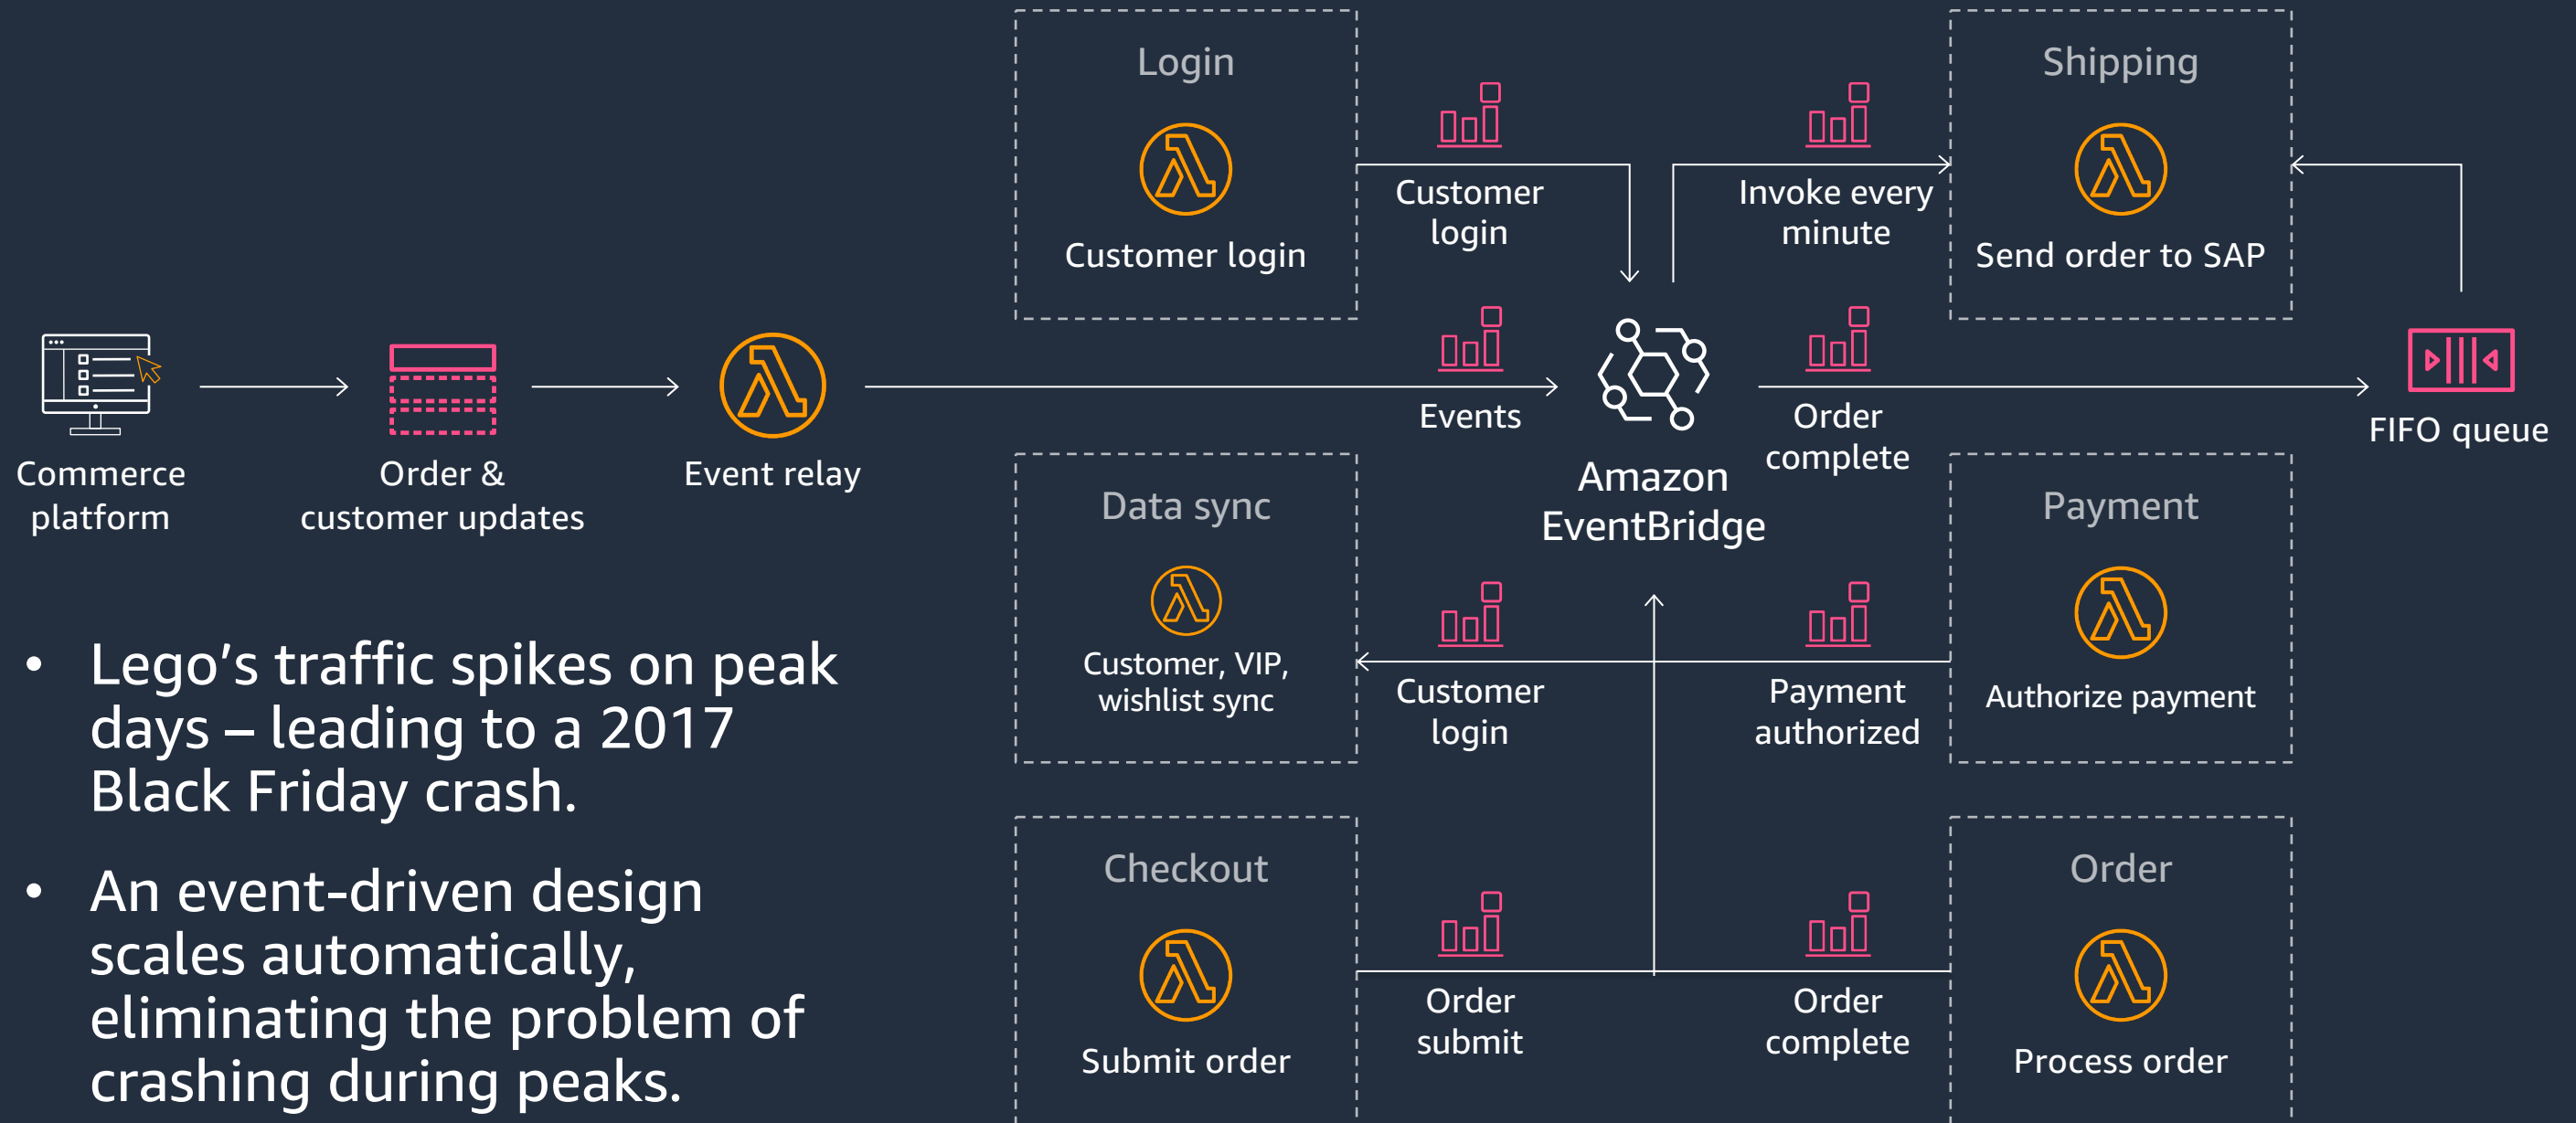 Login
Customer login
Customer
login
Invoke every
minute
Shipping
Send order to SAP
Commerce
platform
Order &
customer updates
Event relay
Events
Amazon
EventBridge
Order
complete
FIFO queue
Data sync
Customer, VIP,
wishlist sync
Customer
login
Payment
authorized
Payment
Authorize payment
Checkout
Submit order
Order
submit
Order
complete
Order
Process order
• Lego’s traffic spikes on peak
days – leading to a 2017
Black Friday crash.
• An event-driven design
scales automatically,
eliminating the problem of
crashing during peaks.